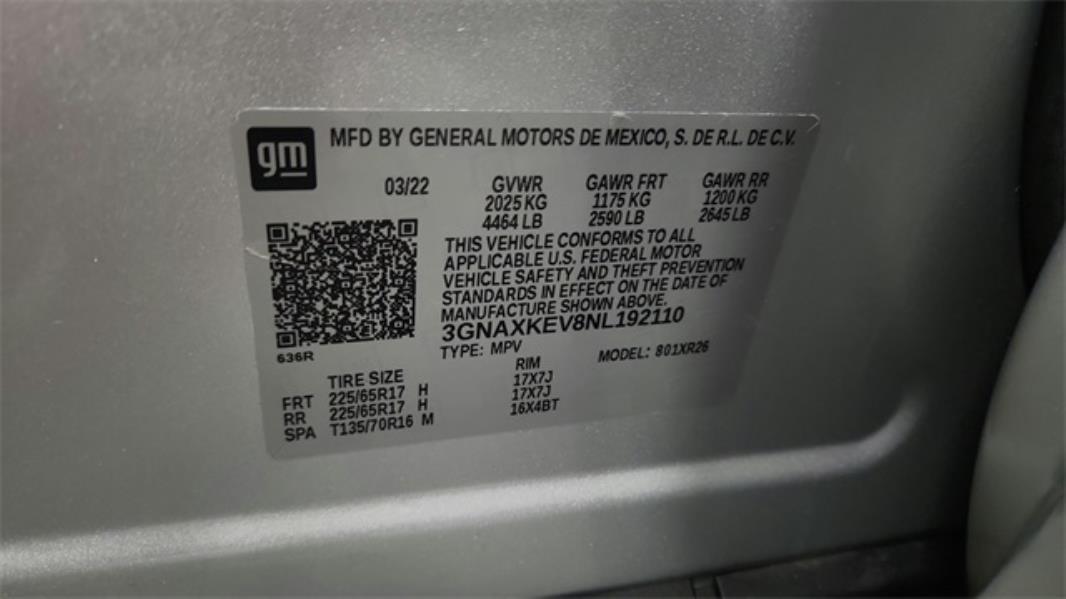 gm
MFD BY GENERAL MOTORS DE MEXICO, S. DE R.L. DE C.V.
03/22 GVWR GAWR FRT GAWR RR
2025 KG 1175 KG 1200 KG
4464 LB 2590 LB 2645 LB
THIS VEHICLE CONFORMS TO ALL
APPLICABLE U.S. FEDERAL MOTOR
VEHICLE SAFETY AND THEFT PREVENTION
STANDARDS IN EFFECT ON THE DATE OF
MANUFACTURE SHOWN ABOVE.
3GNAXKEV8NL192110
636R
TYPE: MPV MODEL: 801XR26
TIRE SIZE RIM
FRT 225/65R17 H 17X7J
RR 225/65R17 H 17X7J
SPA T135/70R16 M 16X4BT